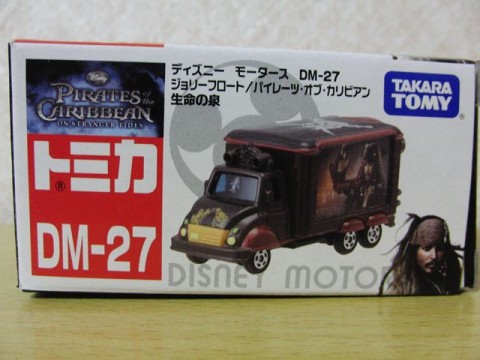 Disney
PIRATES of the
CARIBBEAN
ON STRANGER TIDES
トミカ
®
DM-27
ディズニー モータース DM-27
ジョリーフロート/パイレーツ・オブ・カリビアン
生命の泉
TAKARA
TOMY
DISNEY MOTO